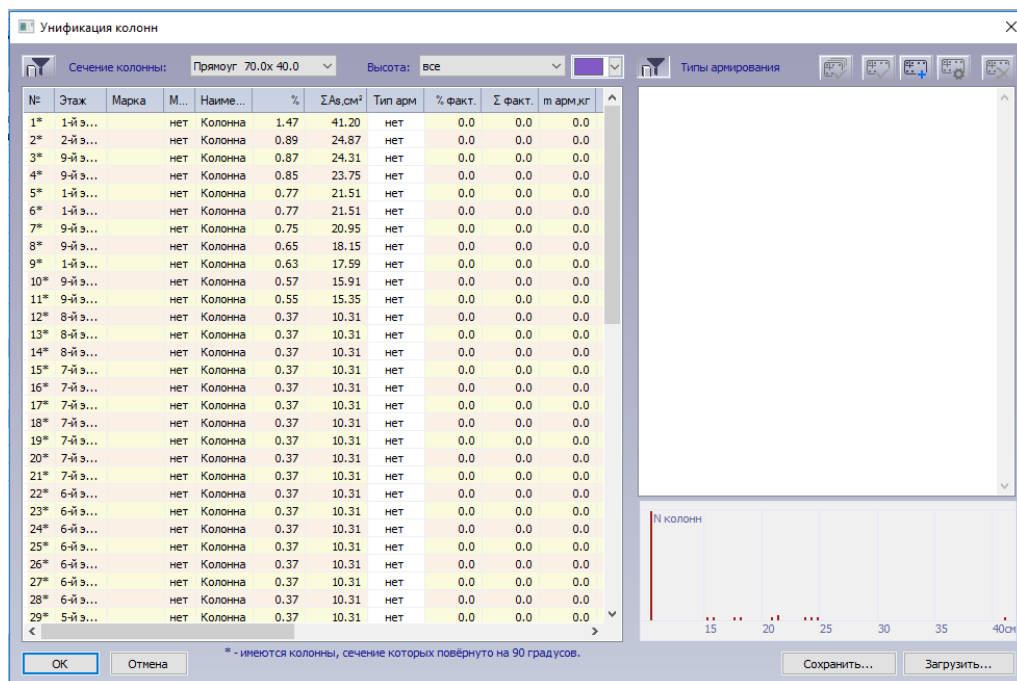 Унификация колонн
Сечение колонны: Прямоуг 70.0x 40.0 Высота: все Типы армирования
№ Этаж Марка М... Наиме... % ΣAs,см² Тип арм % факт. Σ факт. m арм,кг
1* 1-й э... нет Колонна 1.47 41.20 нет 0.0 0.0 0.0
2* 2-й э... нет Колонна 0.89 24.87 нет 0.0 0.0 0.0
3* 9-й э... нет Колонна 0.87 24.31 нет 0.0 0.0 0.0
4* 9-й э... нет Колонна 0.85 23.75 нет 0.0 0.0 0.0
5* 1-й э... нет Колонна 0.77 21.51 нет 0.0 0.0 0.0
6* 1-й э... нет Колонна 0.77 21.51 нет 0.0 0.0 0.0
7* 9-й э... нет Колонна 0.75 20.95 нет 0.0 0.0 0.0
8* 9-й э... нет Колонна 0.65 18.15 нет 0.0 0.0 0.0
9* 1-й э... нет Колонна 0.63 17.59 нет 0.0 0.0 0.0
10* 9-й э... нет Колонна 0.57 15.91 нет 0.0 0.0 0.0
11* 9-й э... нет Колонна 0.55 15.35 нет 0.0 0.0 0.0
12* 8-й э... нет Колонна 0.37 10.31 нет 0.0 0.0 0.0
13* 8-й э... нет Колонна 0.37 10.31 нет 0.0 0.0 0.0
14* 8-й э... нет Колонна 0.37 10.31 нет 0.0 0.0 0.0
15* 7-й э... нет Колонна 0.37 10.31 нет 0.0 0.0 0.0
16* 7-й э... нет Колонна 0.37 10.31 нет 0.0 0.0 0.0
17* 7-й э... нет Колонна 0.37 10.31 нет 0.0 0.0 0.0
18* 7-й э... нет Колонна 0.37 10.31 нет 0.0 0.0 0.0
19* 7-й э... нет Колонна 0.37 10.31 нет 0.0 0.0 0.0
20* 7-й э... нет Колонна 0.37 10.31 нет 0.0 0.0 0.0
21* 7-й э... нет Колонна 0.37 10.31 нет 0.0 0.0 0.0
22* 6-й э... нет Колонна 0.37 10.31 нет 0.0 0.0 0.0
23* 6-й э... нет Колонна 0.37 10.31 нет 0.0 0.0 0.0
24* 6-й э... нет Колонна 0.37 10.31 нет 0.0 0.0 0.0
25* 6-й э... нет Колонна 0.37 10.31 нет 0.0 0.0 0.0
26* 6-й э... нет Колонна 0.37 10.31 нет 0.0 0.0 0.0
27* 6-й э... нет Колонна 0.37 10.31 нет 0.0 0.0 0.0
28* 6-й э... нет Колонна 0.37 10.31 нет 0.0 0.0 0.0
29* 5-й э... нет Колонна 0.37 10.31 нет 0.0 0.0 0.0
N колонн
15 20 25 30 35 40см
* - имеются колонны, сечение которых повёрнуто на 90 градусов.
ОК Отмена Сохранить... Загрузить...